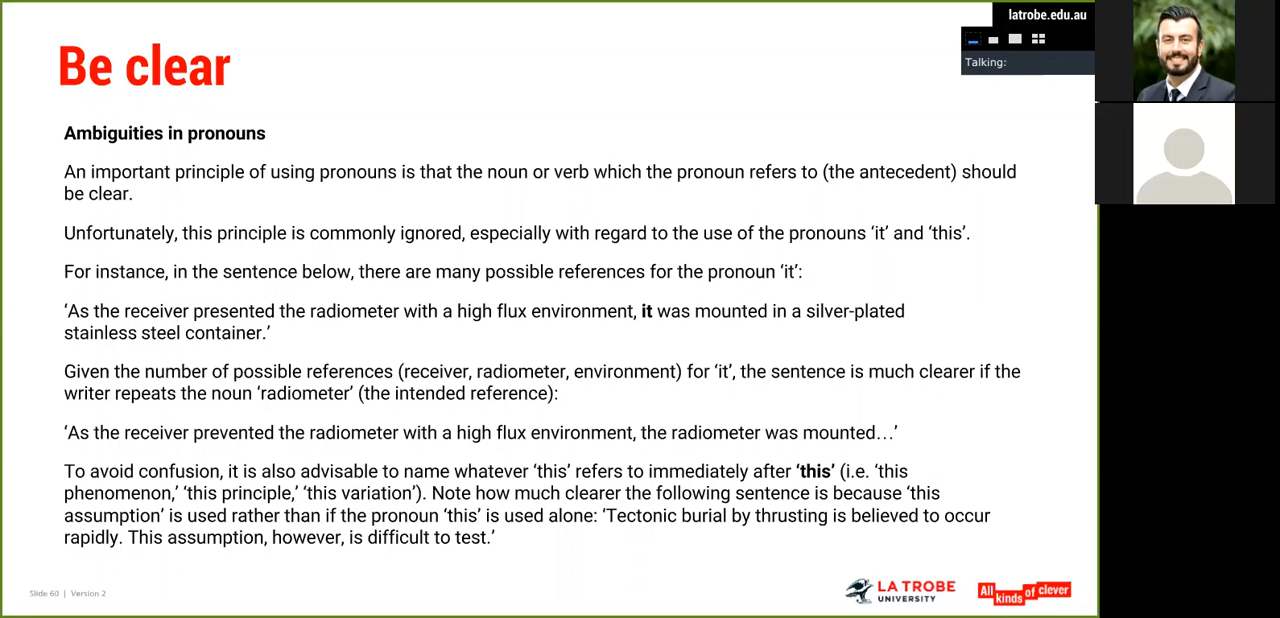 latrobe.edu.au
Be clear
Talking:
Ambiguities in pronouns
An important principle of using pronouns is that the noun or verb which the pronoun refers to (the antecedent) should
be clear.
Unfortunately, this principle is commonly ignored, especially with regard to the use of the pronouns ‘it’ and ‘this’.
For instance, in the sentence below, there are many possible references for the pronoun ‘it’:
‘As the receiver presented the radiometer with a high flux environment, it was mounted in a silver-plated
stainless steel container.’
Given the number of possible references (receiver, radiometer, environment) for ‘it’, the sentence is much clearer if the
writer repeats the noun ‘radiometer’ (the intended reference):
‘As the receiver prevented the radiometer with a high flux environment, the radiometer was mounted…’
To avoid confusion, it is also advisable to name whatever ‘this’ refers to immediately after ‘this’ (i.e. ‘this
phenomenon,’ ‘this principle,’ ‘this variation’). Note how much clearer the following sentence is because ‘this
assumption’ is used rather than if the pronoun ‘this’ is used alone: ‘Tectonic burial by thrusting is believed to occur
rapidly. This assumption, however, is difficult to test.’
Slide 60 | Version 2
LA TROBE
UNIVERSITY
All kinds of clever